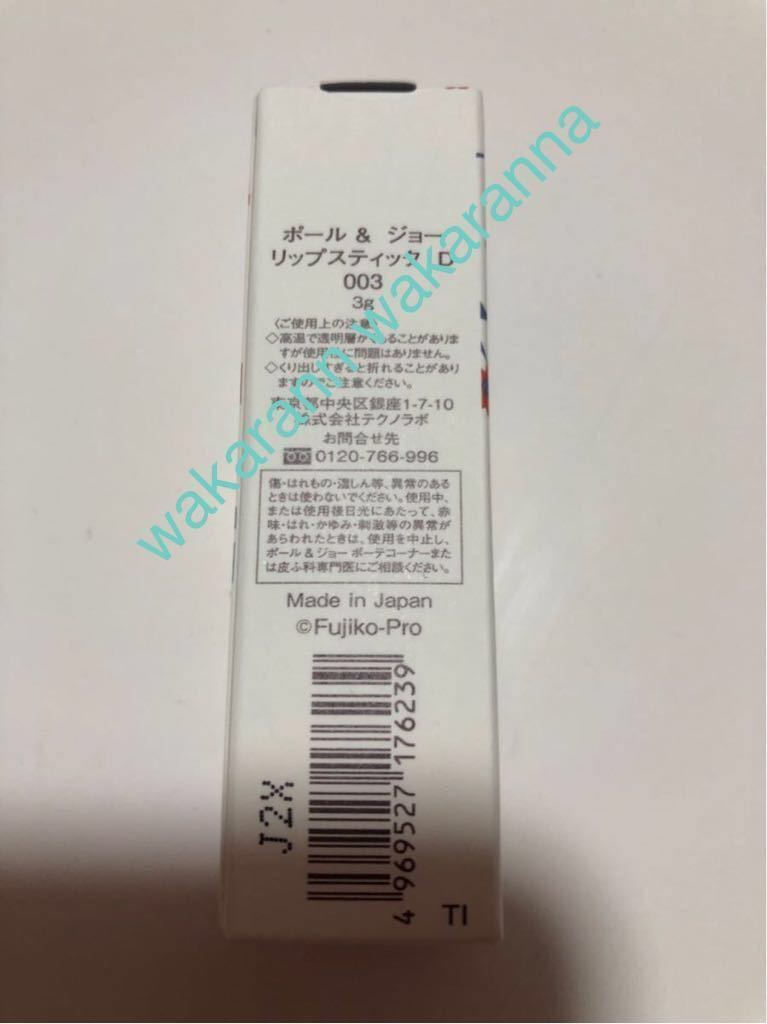 ポール & ジョー
リップスティック D
003
3g
〈ご使用上の注意〉
◇高温で透明層が
ることがありま
すが使用性に問題はありません。
◇くり出しすぎると折れることがあり
ますのでご注意ください。
東京都中央区銀座1-7-10
株式会社テクノラボ
お問合せ先
0120-766-996
傷・はれもの・湿しん等、異常のある
ときは使わないでください。使用中、
または使用後日光にあたって、赤
味・はれ・かゆみ・刺激等の異常が
あらわれたときは、使用を中止し、
ポール & ジョー ボーテコーナーまた
は皮ふ科専門医にご相談ください。
Made in Japan
©Fujiko-Pro
4 969527 176239
J2X
TI
wakarann wakaranna